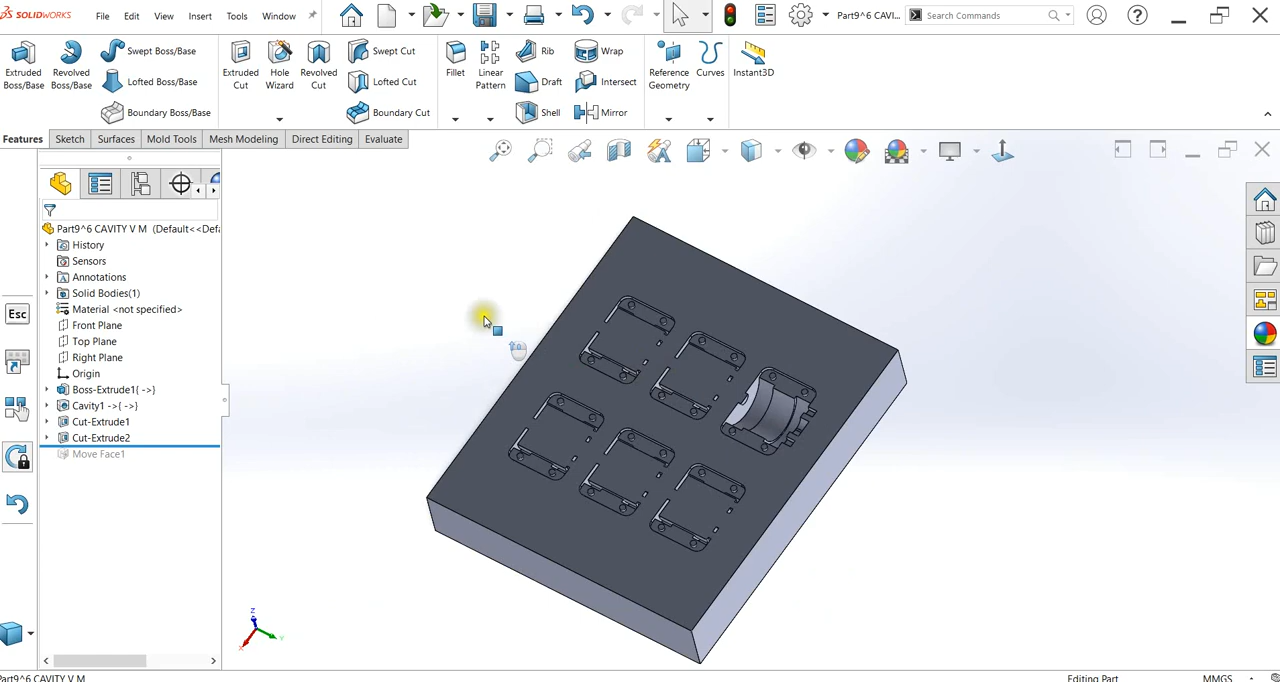 SOLIDWORKS
File Edit View Insert Tools Window
Part9^6 CAVI...
Search Commands
Extruded Boss/Base
Revolved Boss/Base
Swept Boss/Base
Lofted Boss/Base
Boundary Boss/Base
Extruded Cut
Hole Wizard
Revolved Cut
Swept Cut
Lofted Cut
Boundary Cut
Fillet
Linear Pattern
Rib
Draft
Shell
Wrap
Intersect
Mirror
Reference Geometry
Curves
Instant3D
Features Sketch Surfaces Mold Tools Mesh Modeling Direct Editing Evaluate
Part9^6 CAVITY V M (Default<<Defa
History
Sensors
Annotations
Solid Bodies(1)
Material <not specified>
Front Plane
Top Plane
Right Plane
Origin
Boss-Extrude1{ ->}
Cavity1 ->{ ->}
Cut-Extrude1
Cut-Extrude2
Move Face1
Esc
Z
X
Y
Part9^6 CAVITY V M
Editing Part
MMGS